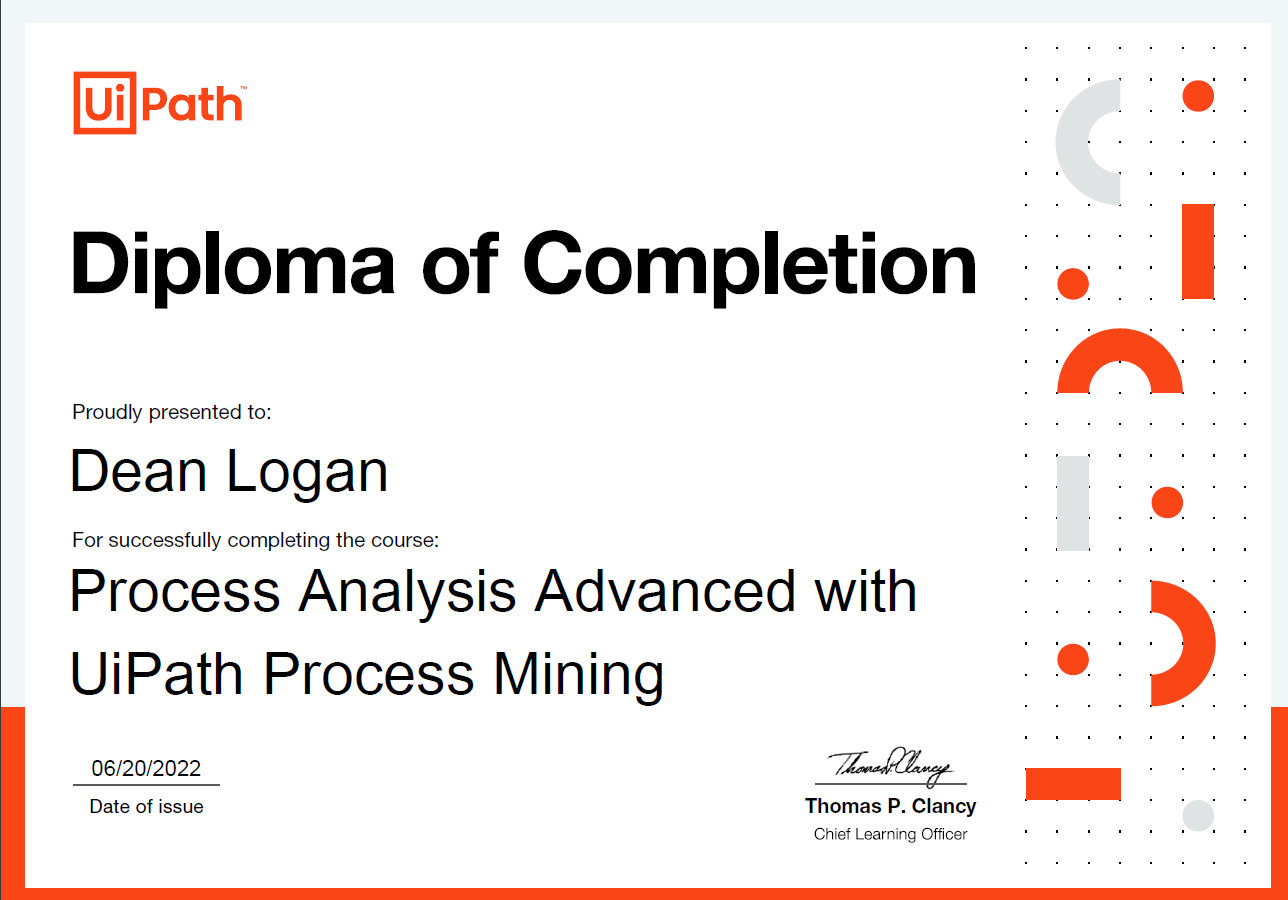 UiPath™
Diploma of Completion
Proudly presented to:
Dean Logan
For successfully completing the course:
Process Analysis Advanced with
UiPath Process Mining
06/20/2022
Date of issue
Thomas P. Clancy
Thomas P. Clancy
Chief Learning Officer